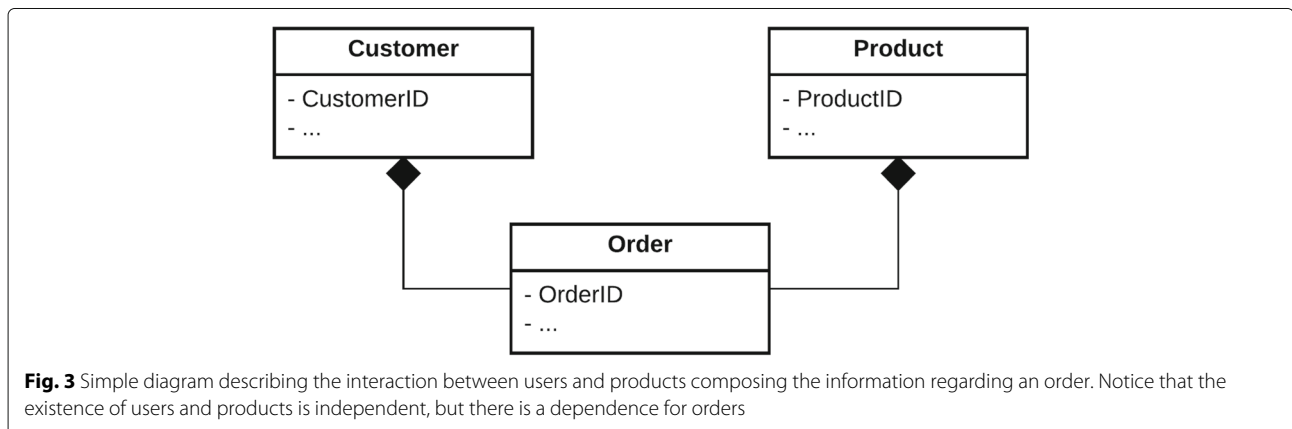 Customer
- CustomerID
- ...
Product
- ProductID
- ...
Order
- OrderID
- ...
Fig. 3 Simple diagram describing the interaction between users and products composing the information regarding an order. Notice that the
existence of users and products is independent, but there is a dependence for orders